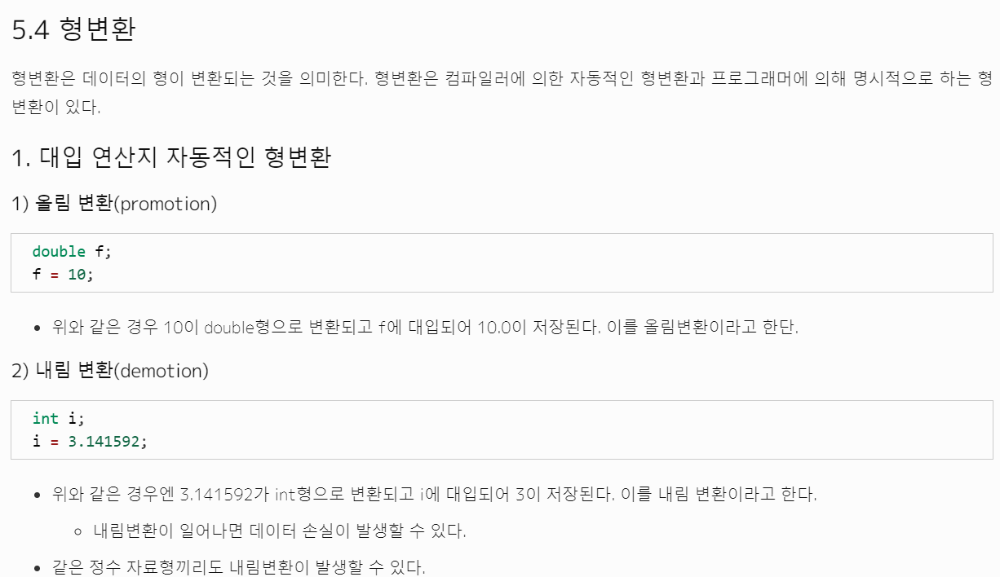 5.4 형변환
형변환은 데이터의 형이 변환되는 것을 의미한다. 형변환은 컴파일러에 의한 자동적인 형변환과 프로그래머에 의해 명시적으로 하는 형
변환이 있다.
1. 대입 연산지 자동적인 형변환
1) 올림 변환(promotion)
double f;
f = 10;
위와 같은 경우 10이 double형으로 변환되고 f에 대입되어 10.0이 저장된다. 이를 올림변환이라고 한단.
2) 내림 변환(demotion)
int i;
i = 3.141592;
위와 같은 경우엔 3.141592가 int형으로 변환되고 i에 대입되어 3이 저장된다. 이를 내림 변환이라고 한다.
내림변환이 일어나면 데이터 손실이 발생할 수 있다.
같은 정수 자료형끼리도 내림변환이 발생할 수 있다.